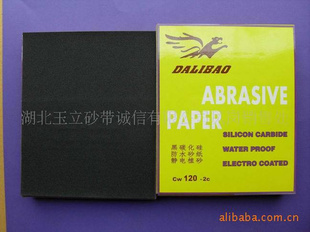 DALIBAO
湖北玉立砂带诚信有
ABRASIVE
PAPER
SILICON CARBIDE
WATER PROOF
ELECTRO COATED
黑碳化硅
防水砂纸
静电植砂
Cw 120 -2c
alibaba.com.cn